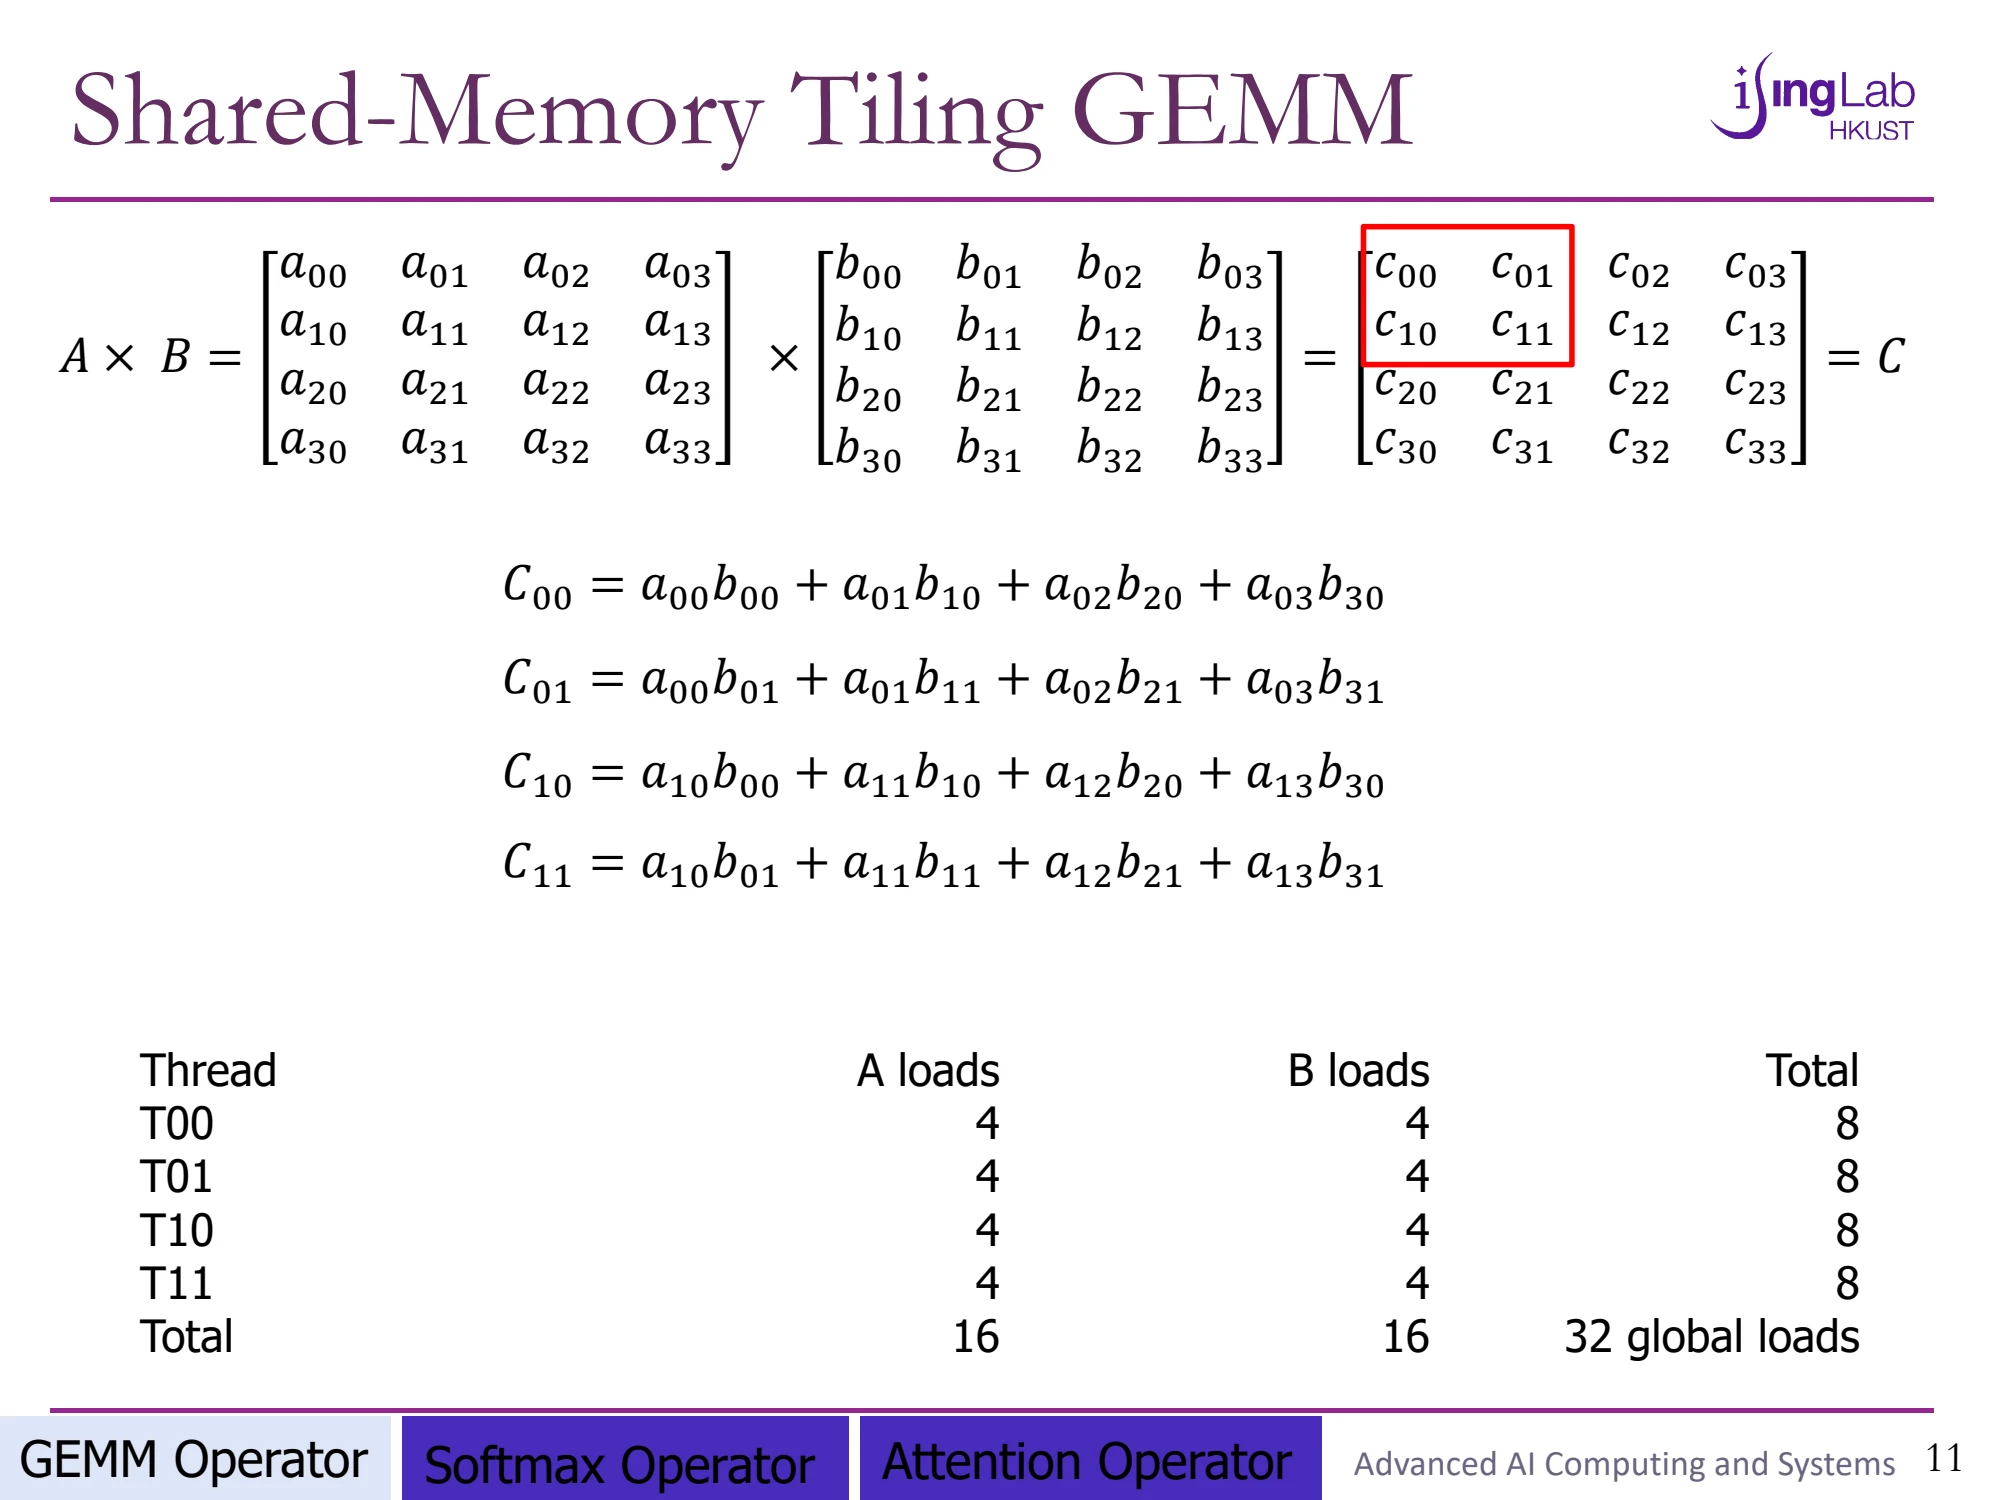 Shared-Memory Tiling GEMM
isingLab
HKUST
A × B = [a00 a01 a02 a03 × [b00 b01 b02 b03 = [c00 c01 c02 c03 = C
a10 a11 a12 a13 b10 b11 b12 b13 c10 c11 c12 c13
a20 a21 a22 a23 b20 b21 b22 b23 c20 c21 c22 c23
a30 a31 a32 a33] b30 b31 b32 b33] c30 c31 c32 c33]
C00 = a00b00 + a01b10 + a02b20 + a03b30
C01 = a00b01 + a01b11 + a02b21 + a03b31
C10 = a10b00 + a11b10 + a12b20 + a13b30
C11 = a10b01 + a11b11 + a12b21 + a13b31
Thread A loads B loads Total
T00 4 4 8
T01 4 4 8
T10 4 4 8
T11 4 4 8
Total 16 16 32 global loads
GEMM Operator Softmax Operator Attention Operator Advanced AI Computing and Systems 11